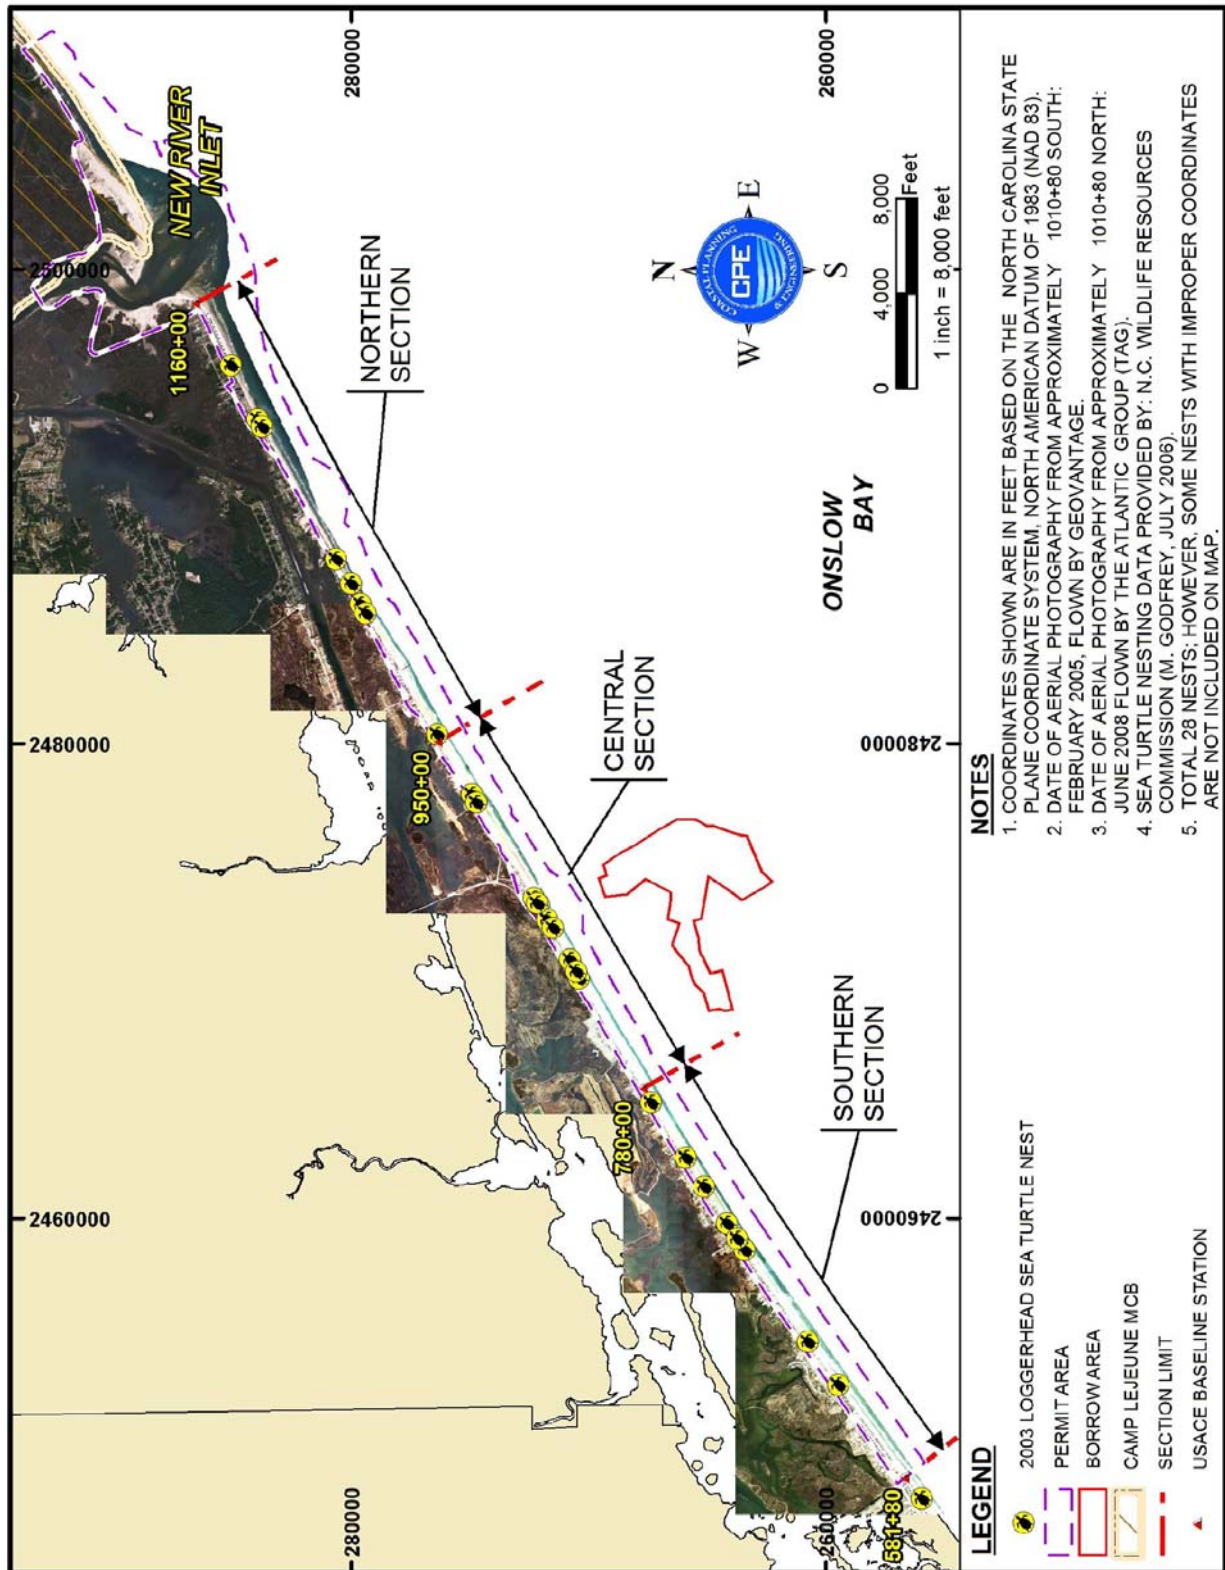 280000
260000
NEW RIVER
INLET
2500000
1160+00
NORTHERN
SECTION
N
W
E
S
COASTAL PLANNING
& ENGINEERING
CPE
0
4,000
8,000
Feet
1 inch = 8,000 feet
ONSLOW
BAY
2480000
2480000
950+00
CENTRAL
SECTION
780+00
SOUTHERN
SECTION
2460000
2460000
280000
260000
581+80
LEGEND
2003 LOGGERHEAD SEA TURTLE NEST
PERMIT AREA
BORROW AREA
CAMP LEJEUNE MCB
SECTION LIMIT
USACE BASELINE STATION
NOTES
1. COORDINATES SHOWN ARE IN FEET BASED ON THE NORTH CAROLINA STATE
PLANE COORDINATE SYSTEM, NORTH AMERICAN DATUM OF 1983 (NAD 83).
2. DATE OF AERIAL PHOTOGRAPHY FROM APPROXIMATELY 1010+80 SOUTH:
FEBRUARY 2005, FLOWN BY GEOVANTAGE.
3. DATE OF AERIAL PHOTOGRAPHY FROM APPROXIMATELY 1010+80 NORTH:
JUNE 2008 FLOWN BY THE ATLANTIC GROUP (TAG).
4. SEA TURTLE NESTING DATA PROVIDED BY: N.C. WILDLIFE RESOURCES
COMMISSION (M. GODFREY, JULY 2006).
5. TOTAL 28 NESTS; HOWEVER, SOME NESTS WITH IMPROPER COORDINATES
ARE NOT INCLUDED ON MAP.